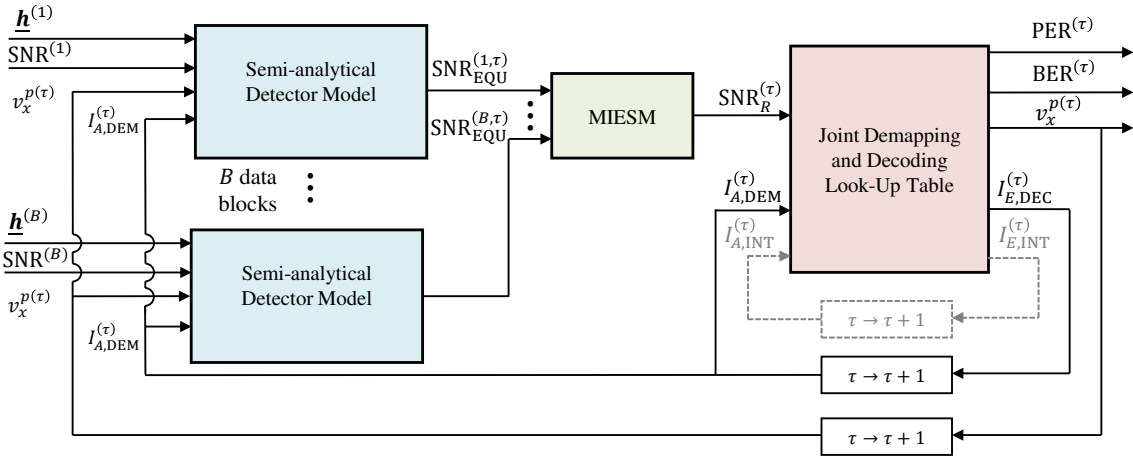 h^(1)
SNR^(1)
v_x^p(τ)
I_A,DEM^(τ)
Semi-analytical
Detector Model
SNR_EQU^(1,τ)
SNR_EQU^(B,τ)
MIESM
SNR_R^(τ)
Joint Demapping
and Decoding
Look-Up Table
PER^(τ)
BER^(τ)
v_x^p(τ)
B data
blocks
I_A,DEM^(τ)
I_A,INT^(τ)
I_E,DEC^(τ)
I_E,INT^(τ)
h^(B)
SNR^(B)
v_x^p(τ)
I_A,DEM^(τ)
Semi-analytical
Detector Model
τ → τ + 1
τ → τ + 1
τ → τ + 1